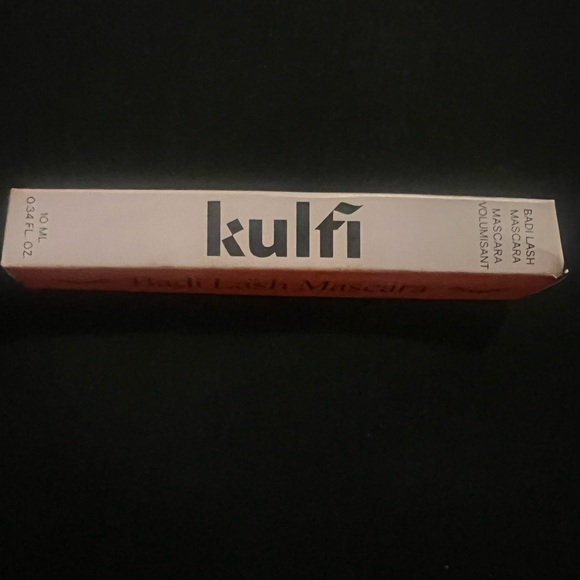 10 ML
0.34 FL. OZ.
kulfi
BADI LASH
MASCARA
MASCARA
VOLUMISANT
Badi Lash Mascara